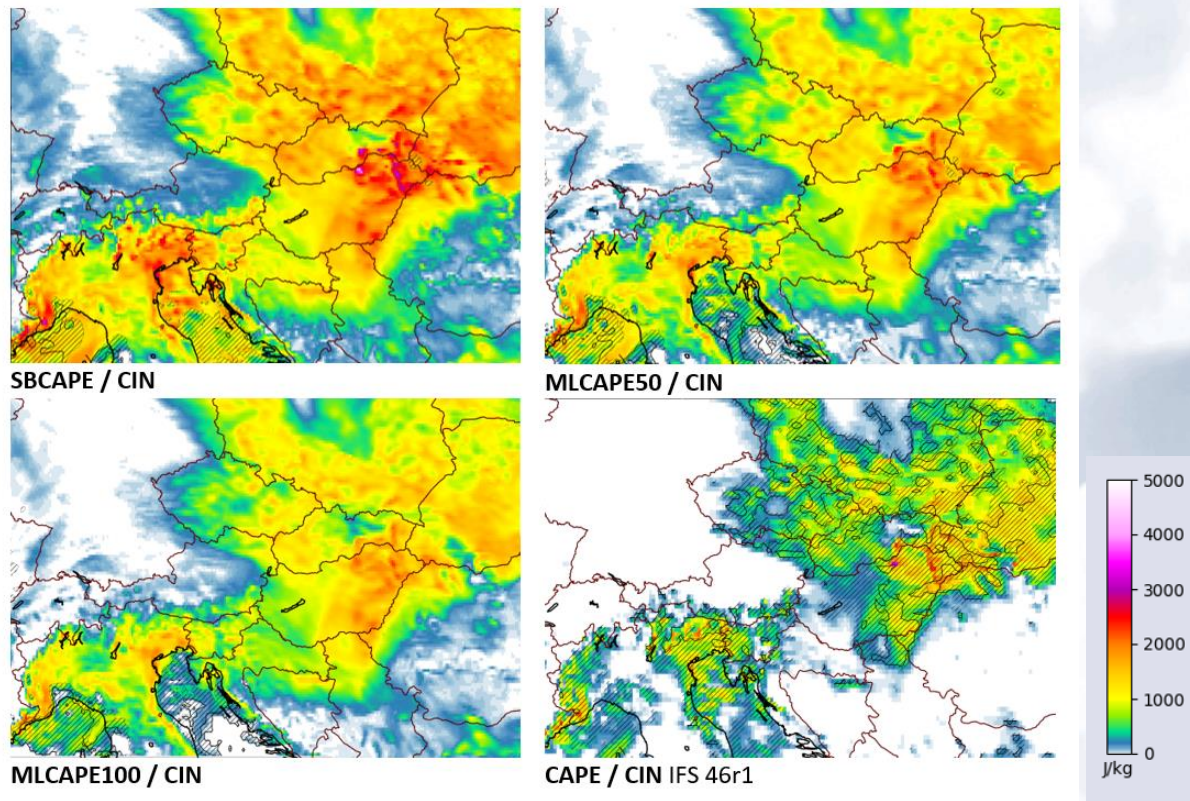 SBCAPE / CIN
MLCAPE50 / CIN
MLCAPE100 / CIN
CAPE / CIN IFS 46r1
5000
4000
3000
2000
1000
0
J/kg